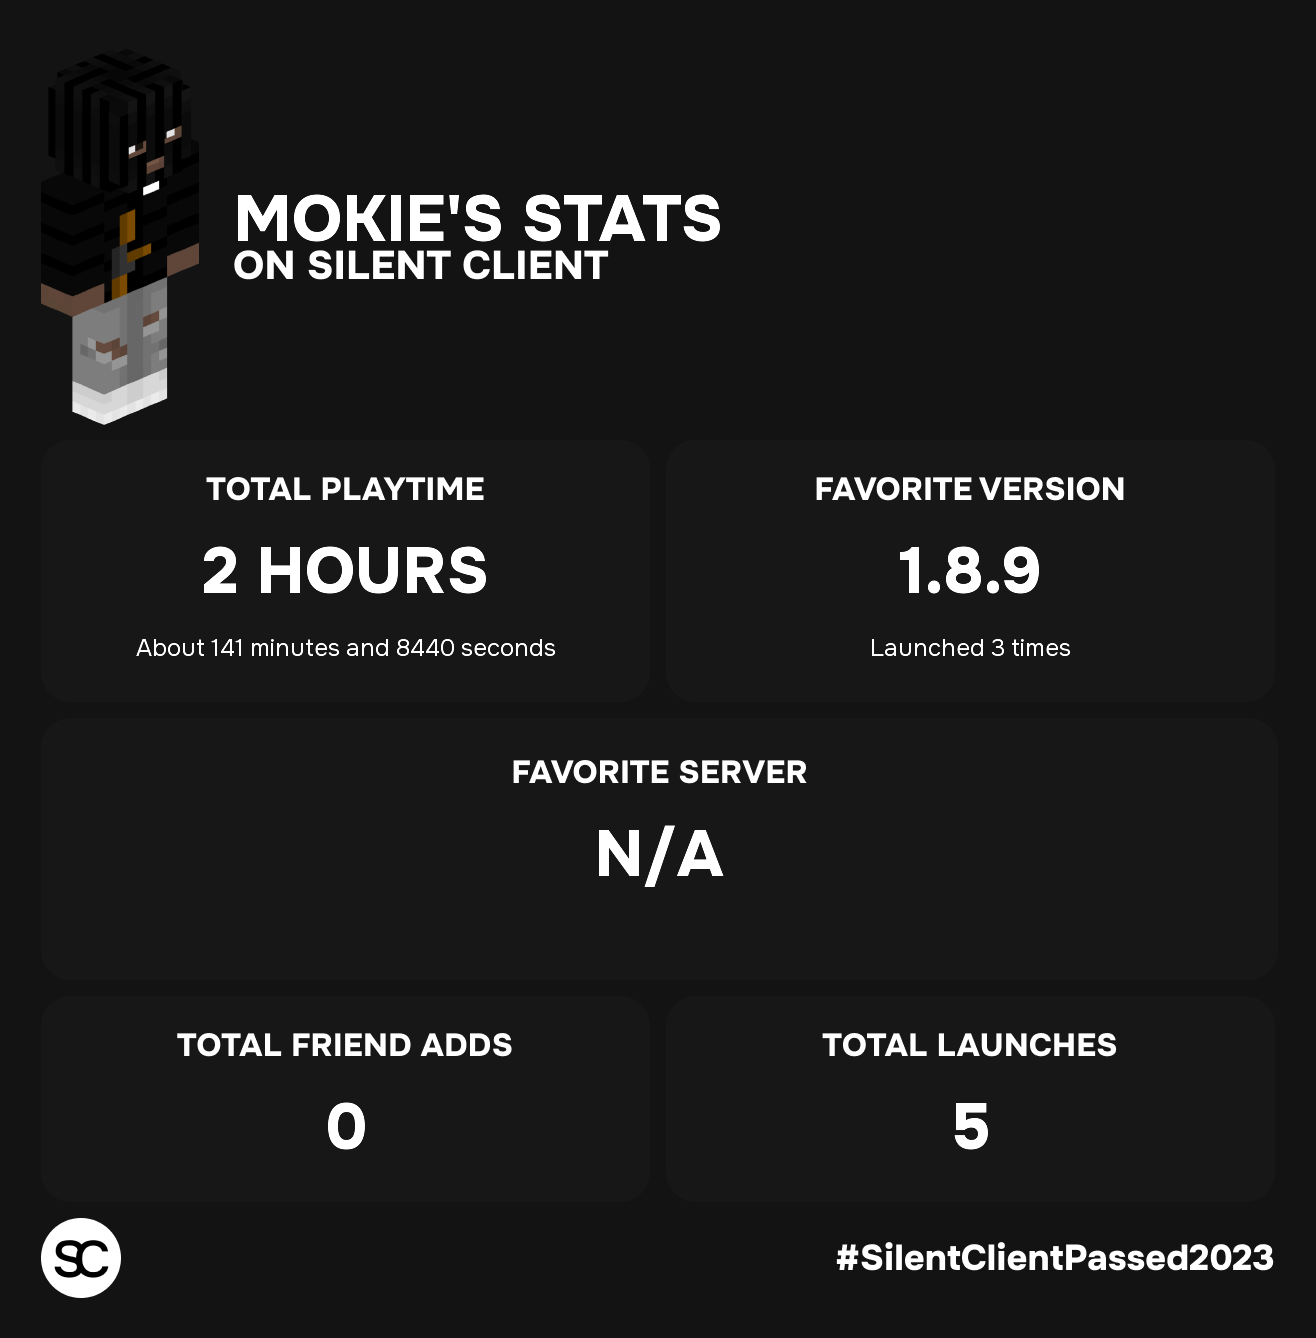 MOKIE'S STATS
ON SILENT CLIENT
TOTAL PLAYTIME
2 HOURS
About 141 minutes and 8440 seconds
FAVORITE VERSION
1.8.9
Launched 3 times
FAVORITE SERVER
N/A
TOTAL FRIEND ADDS
0
TOTAL LAUNCHES
5
SC
#SilentClientPassed2023